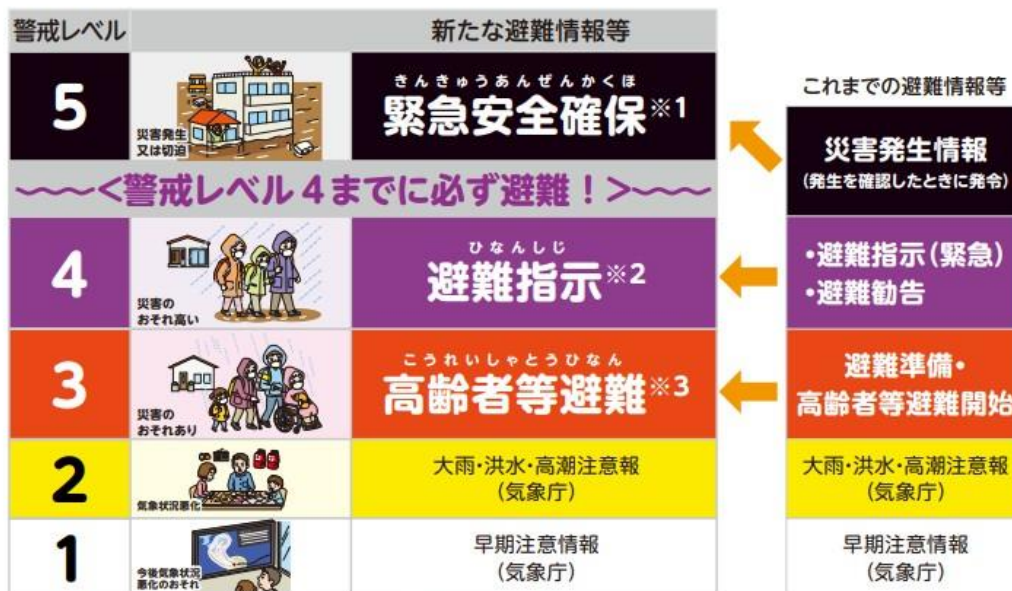 警戒レベル
新たな避難情報等
5
災害発生
又は切迫
きんきゅうあんぜんかくほ
緊急安全確保※1
〜〜<警戒レベル4までに必ず避難!>〜〜
4
災害の
おそれ高い
ひなんしじ
避難指示※2
3
災害の
おそれあり
こうれいしゃとうひなん
高齢者等避難※3
2
気象状況悪化
大雨・洪水・高潮注意報
(気象庁)
1
今後気象状況
悪化のおそれ
早期注意情報
(気象庁)
これまでの避難情報等
災害発生情報
(発生を確認したときに発令)
・避難指示(緊急)
・避難勧告
避難準備・
高齢者等避難開始
大雨・洪水・高潮注意報
(気象庁)
早期注意情報
(気象庁)